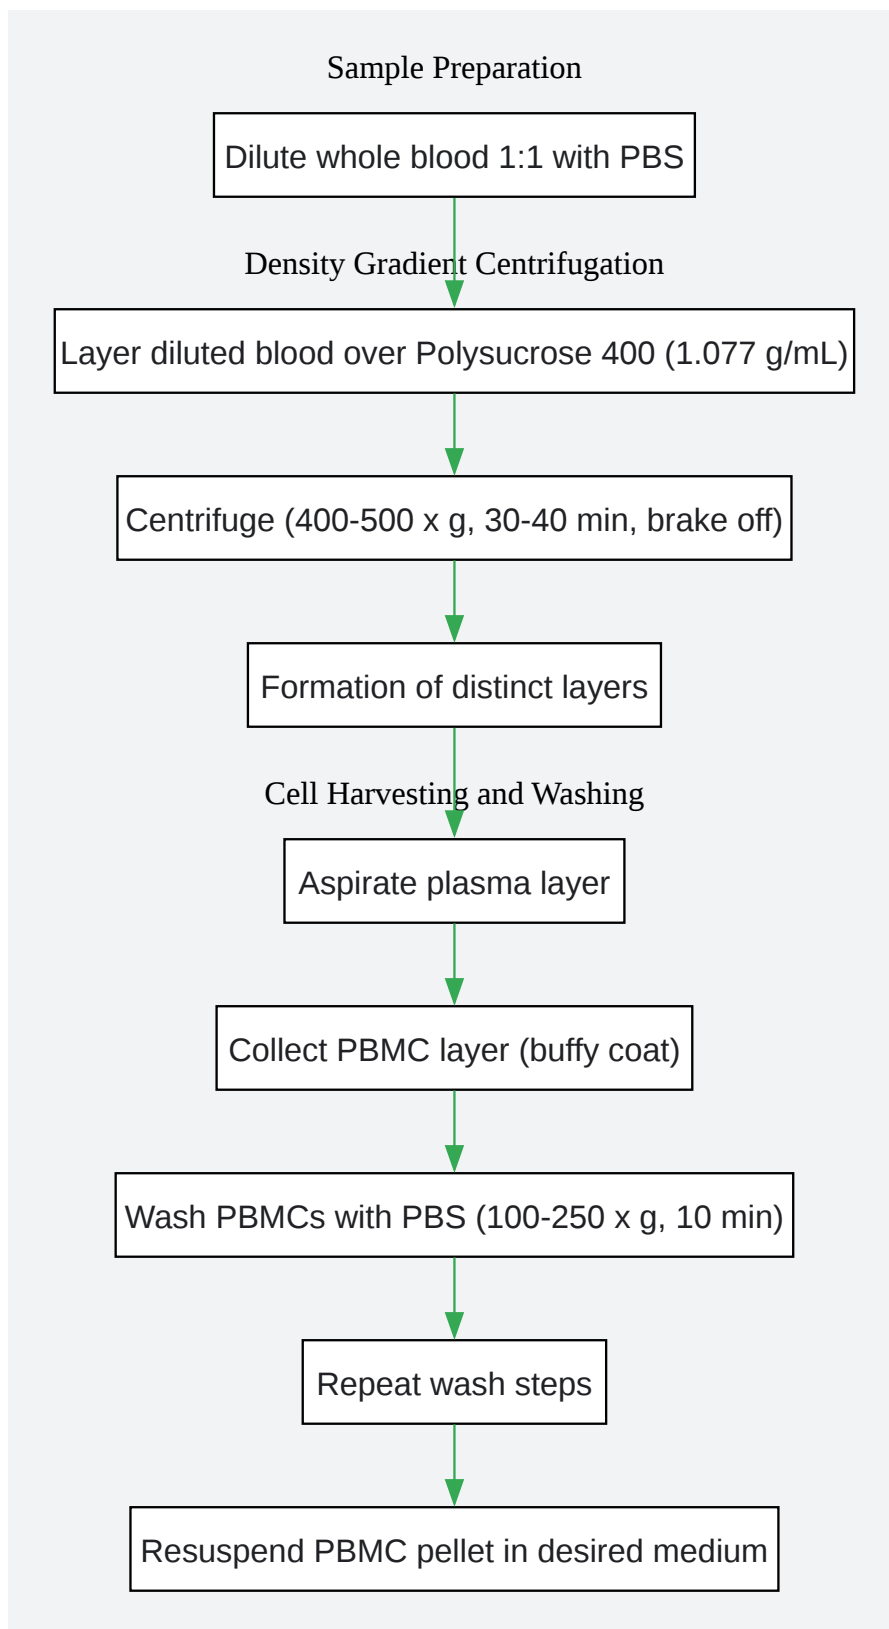 Sample Preparation
Dilute whole blood 1:1 with PBS
Density Gradient Centrifugation
Layer diluted blood over Polysucrose 400 (1.077 g/mL)
Centrifuge (400-500 x g, 30-40 min, brake off)
Formation of distinct layers
Cell Harvesting and Washing
Aspirate plasma layer
Collect PBMC layer (buffy coat)
Wash PBMCs with PBS (100-250 x g, 10 min)
Repeat wash steps
Resuspend PBMC pellet in desired medium